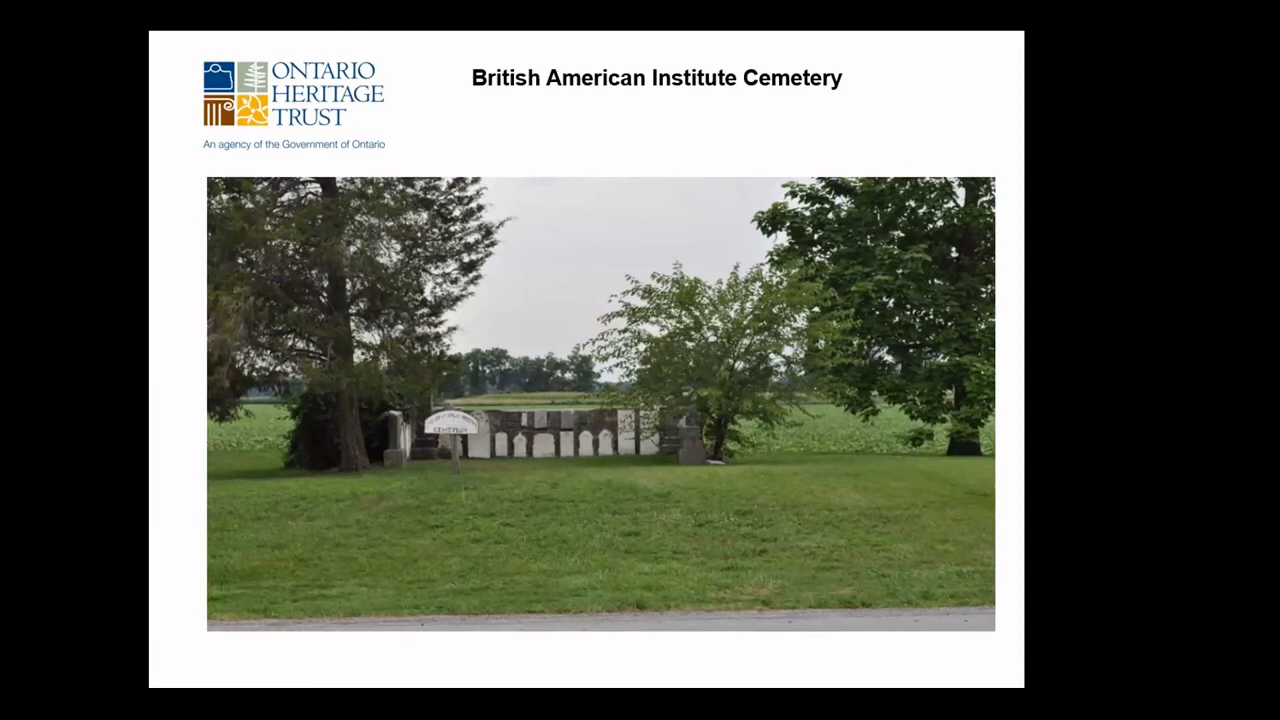 ONTARIO
HERITAGE
TRUST
An agency of the Government of Ontario
British American Institute Cemetery
CEMETERY